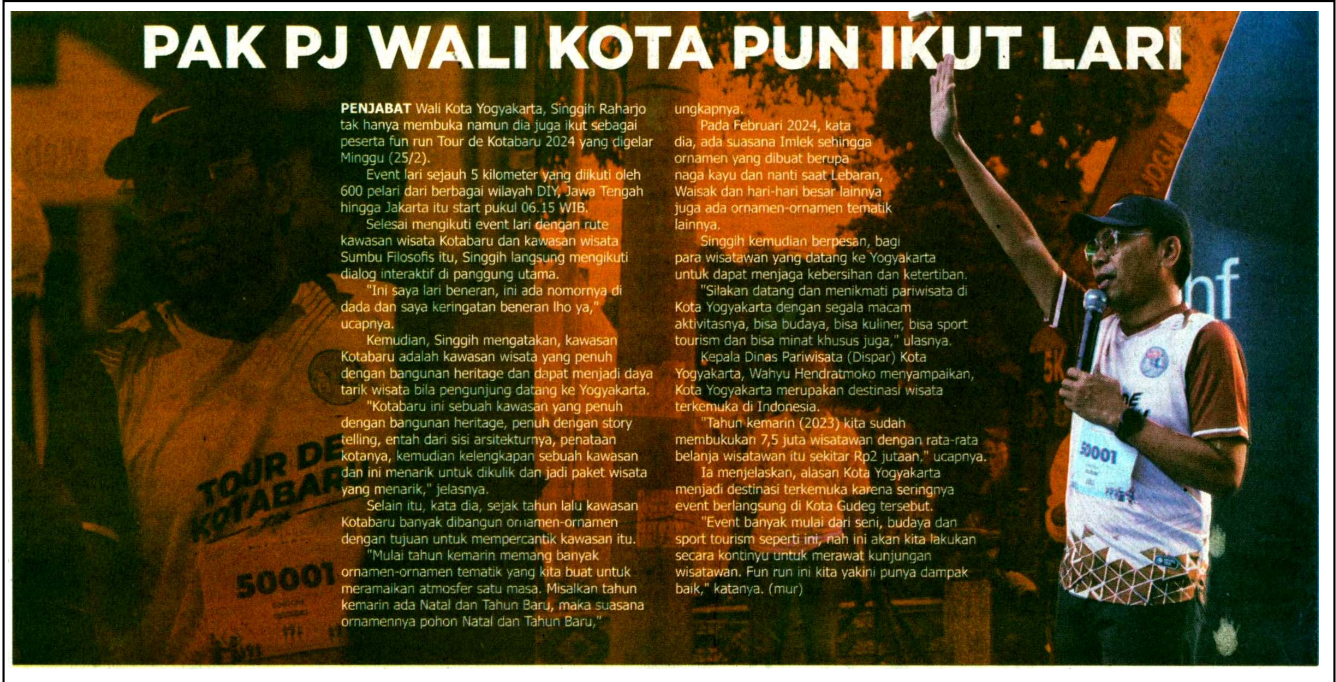 PAK PJ WALI KOTA PUN IKUT LARI
PENJABAT Wali Kota Yogyakarta, Singgih Raharjo
tak hanya membuka namun dia juga ikut sebagai
peserta fun run Tour de Kotabaru 2024 yang digelar
Minggu (25/2).
Event lari sejauh 5 kilometer yang diikuti oleh
600 pelari dari berbagai wilayah DIY, Jawa Tengah
hingga Jakarta itu start pukul 06.15 WIB.
Selesai mengikuti event lari dengan rute
kawasan wisata Kotabaru dan kawasan wisata
Sumbu Filosofis itu, Singgih langsung mengikuti
dialog interaktif di panggung utama.
"Ini saya lari beneran, ini ada nomornya di
dada dan saya keringatan beneran lho ya,"
ucapnya.
Kemudian, Singgih mengatakan, kawasan
Kotabaru adalah kawasan wisata yang penuh
dengan bangunan heritage dan dapat menjadi daya
tarik wisata bila pengunjung datang ke Yogyakarta.
"Kotabaru ini sebuah kawasan yang penuh
dengan bangunan heritage, penuh dengan story
telling, entah dari sisi arsitekturnya, penataan
kotanya, kemudian kelengkapan sebuah kawasan
dan ini menarik untuk dikulik dan jadi paket wisata
yang menarik," jelasnya.
Selain itu, kata dia, sejak tahun lalu kawasan
Kotabaru banyak dibangun ornamen-ornamen
dengan tujuan untuk mempercantik kawasan itu.
"Mulai tahun kemarin memang banyak
ornamen-ornamen tematik yang kita buat untuk
meramaikan atmosfer satu masa. Misalkan tahun
kemarin ada Natal dan Tahun Baru, maka suasana
ornamennya pohon Natal dan Tahun Baru,"
ungkapnya.
Pada Februari 2024, kata
dia, ada suasana Imlek sehingga
ornamen yang dibuat berupa
naga kayu dan nanti saat Lebaran,
Waisak dan hari-hari besar lainnya
juga ada ornamen-ornamen tematik
lainnya.
Singgih kemudian berpesan, bagi
para wisatawan yang datang ke Yogyakarta
untuk dapat menjaga kebersihan dan ketertiban.
"Silakan datang dan menikmati pariwisata di
Kota Yogyakarta dengan segala macam
aktivitasnya, bisa budaya, bisa kuliner, bisa sport
tourism dan bisa minat khusus juga," ulasnya.
Kepala Dinas Pariwisata (Dispar) Kota
Yogyakarta, Wahyu Hendratmoko menyampaikan,
Kota Yogyakarta merupakan destinasi wisata
terkemuka di Indonesia.
"Tahun kemarin (2023) kita sudah
membukukan 7,5 juta wisatawan dengan rata-rata
belanja wisatawan itu sekitar Rp2 jutaan," ucapnya.
Ia menjelaskan, alasan Kota Yogyakarta
menjadi destinasi terkemuka karena seringnya
event berlangsung di Kota Gudeg tersebut.
"Event banyak mulai dari seni, budaya dan
sport tourism seperti ini, nah ini akan kita lakukan
secara kontinyu untuk merawat kunjungan
wisatawan. Fun run ini kita yakini punya dampak
baik," katanya. (mur)
TOUR DE
KOTABAR
50001
nf
5K
DE
50001